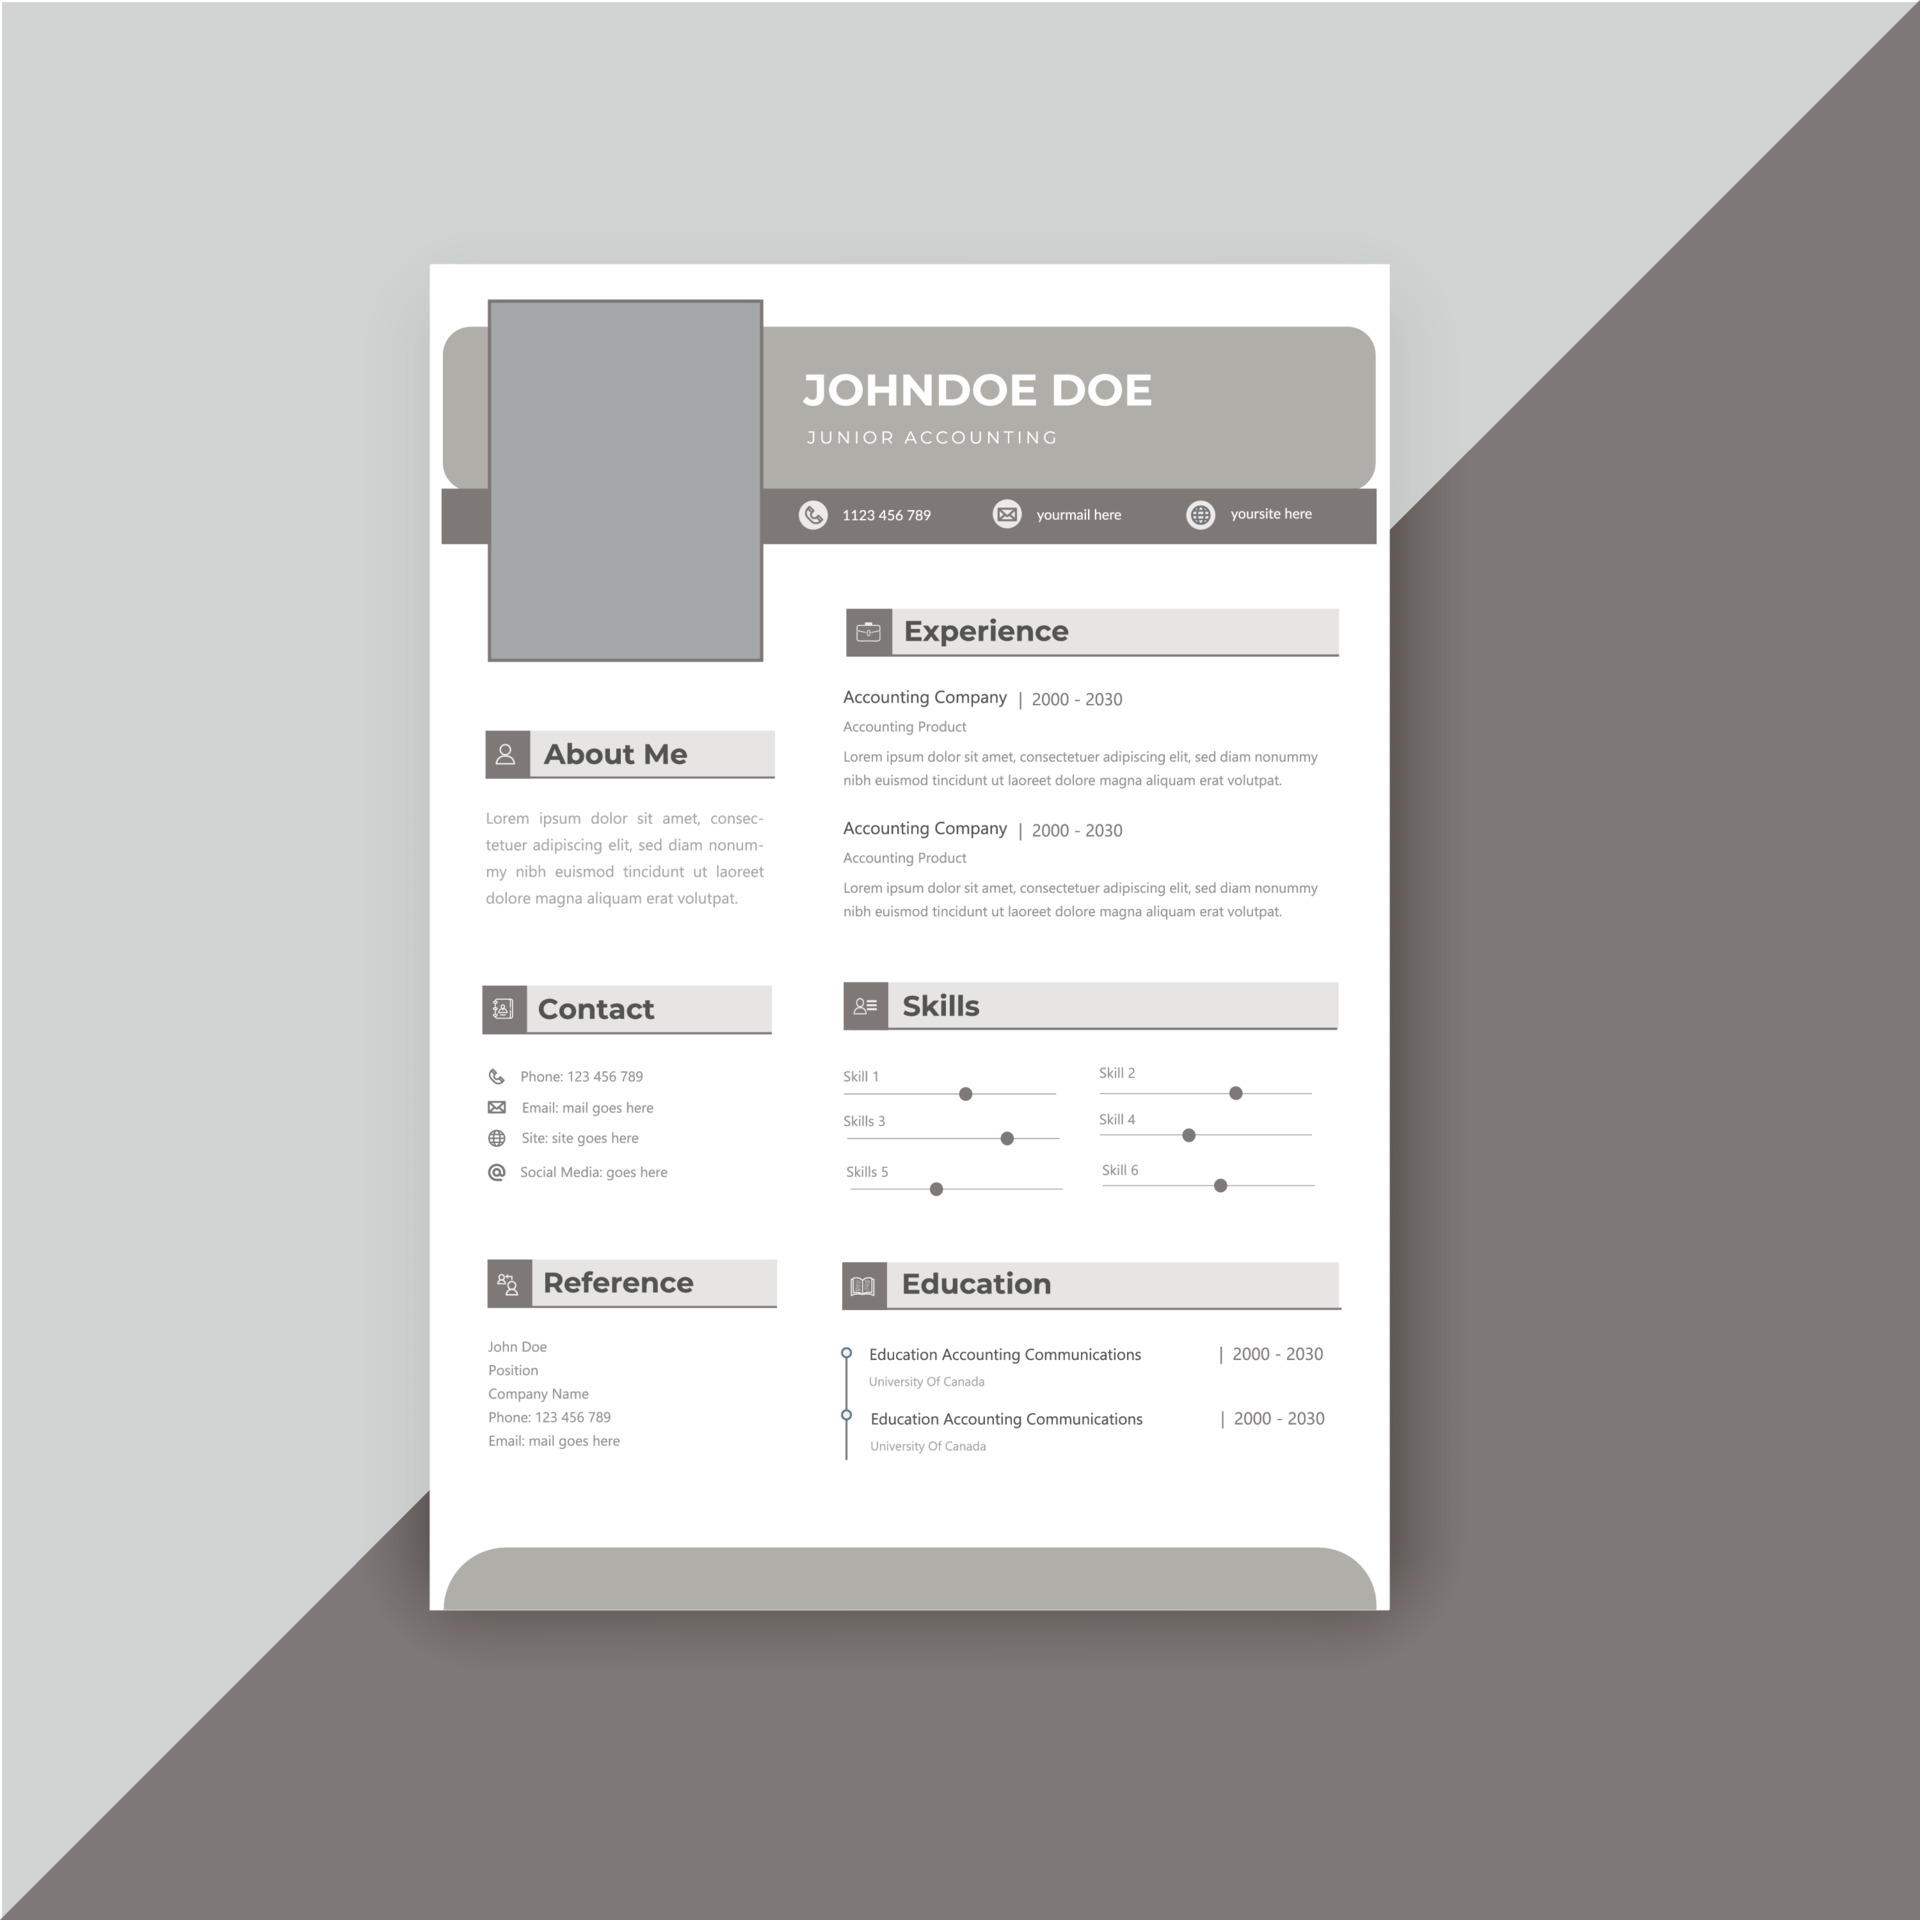 JOHNDOE DOE
JUNIOR ACCOUNTING
1123 456 789
yourmail here
yoursite here
About Me
Lorem ipsum dolor sit amet, consec-
tetuer adipiscing elit, sed diam nonum-
my nibh euismod tincidunt ut laoreet
dolore magna aliquam erat volutpat.
Contact
Phone: 123 456 789
Email: mail goes here
Site: site goes here
Social Media: goes here
Reference
John Doe
Position
Company Name
Phone: 123 456 789
Email: mail goes here
Experience
Accounting Company | 2000 - 2030
Accounting Product
Lorem ipsum dolor sit amet, consectetuer adipiscing elit, sed diam nonummy
nibh euismod tincidunt ut laoreet dolore magna aliquam erat volutpat.
Accounting Company | 2000 - 2030
Accounting Product
Lorem ipsum dolor sit amet, consectetuer adipiscing elit, sed diam nonummy
nibh euismod tincidunt ut laoreet dolore magna aliquam erat volutpat.
Skills
Skill 1
Skill 2
Skills 3
Skill 4
Skills 5
Skill 6
Education
Education Accounting Communications | 2000 - 2030
University Of Canada
Education Accounting Communications | 2000 - 2030
University Of Canada